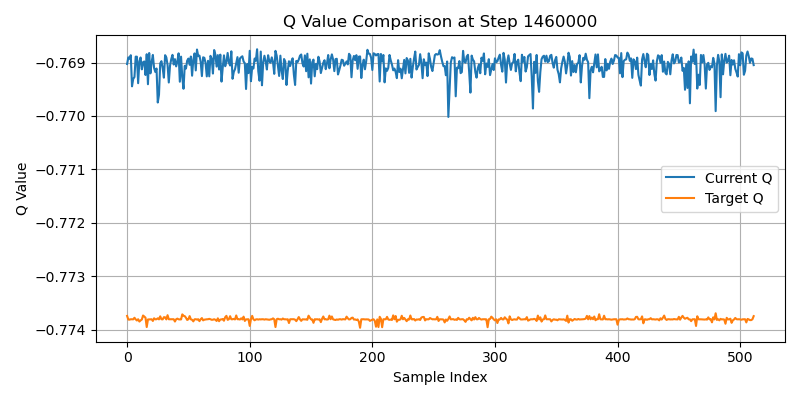 Q Value Comparison at Step 1460000
Q Value
−0.769
−0.770
−0.771
−0.772
−0.773
−0.774
Current Q
Target Q
0
100
200
300
400
500
Sample Index